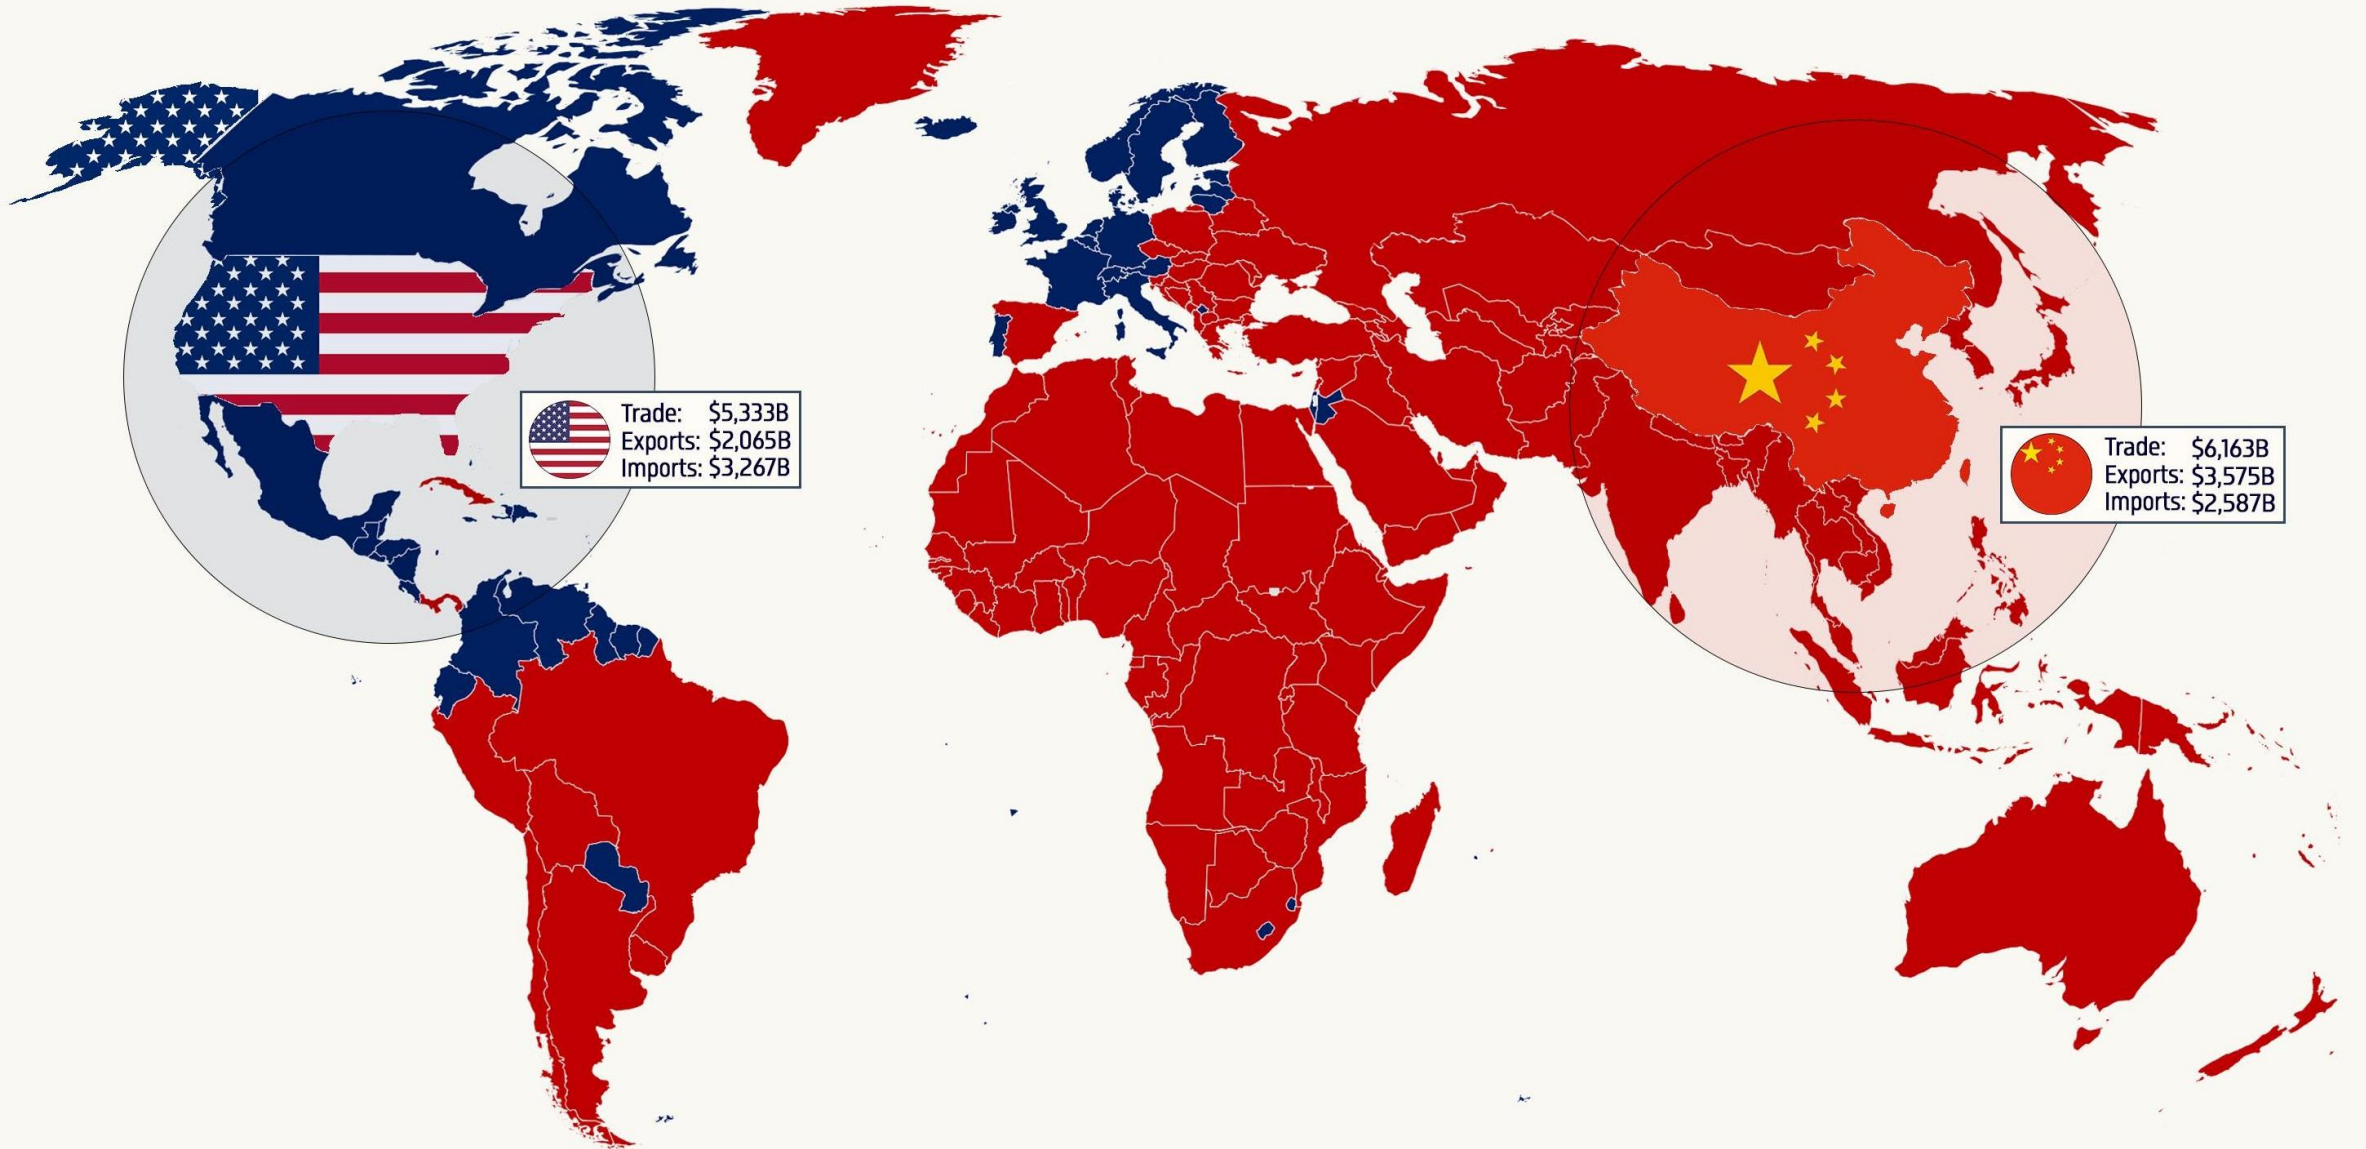 Trade: $5,333B
Exports: $2,065B
Imports: $3,267B
Trade: $6,163B
Exports: $3,575B
Imports: $2,587B